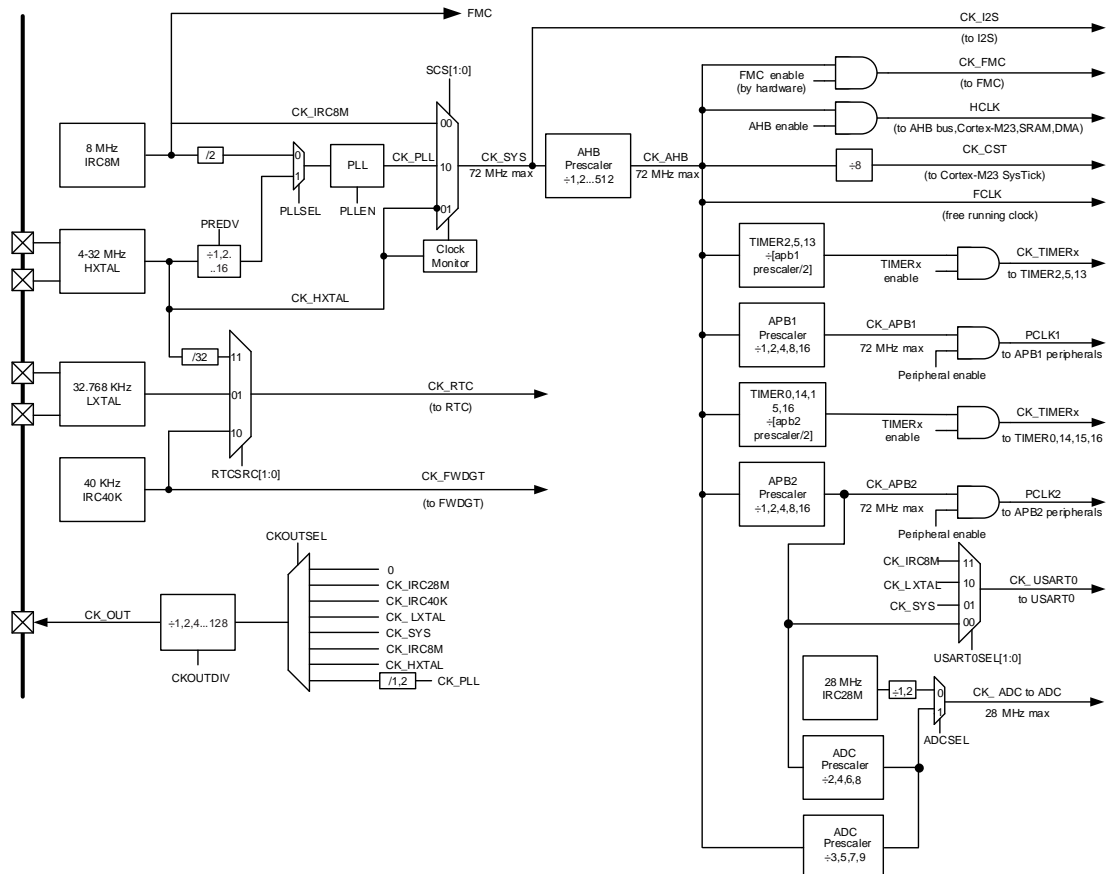 FMC
CK_I2S
(to I2S)
SCS[1:0]
FMC enable
(by hardware)
CK_FMC
(to FMC)
CK_IRC8M
00
AHB enable
HCLK
(to AHB bus,Cortex-M23,SRAM,DMA)
8 MHz
IRC8M
/2
0
1
PLLSEL
PLL
PLLEN
CK_PLL
10
CK_SYS
72 MHz max
AHB
Prescaler
÷1,2...512
CK_AHB
72 MHz max
÷8
CK_CST
(to Cortex-M23 SysTick)
01
FCLK
(free running clock)
PREDV
4-32 MHz
HXTAL
÷1,2.
..16
Clock
Monitor
TIMER2,5,13
÷[apb1
prescaler/2]
TIMERx
enable
CK_TIMERx
to TIMER2,5,13
CK_HXTAL
/32
11
APB1
Prescaler
÷1,2,4,8,16
CK_APB1
72 MHz max
Peripheral enable
PCLK1
to APB1 peripherals
32.768 KHz
LXTAL
01
CK_RTC
(to RTC)
TIMER0,14,1
5,16
÷[apb2
prescaler/2]
TIMERx
enable
CK_TIMERx
to TIMER0,14,15,16
10
RTCSRC[1:0]
40 KHz
IRC40K
CK_FWDGT
(to FWDGT)
APB2
Prescaler
÷1,2,4,8,16
CK_APB2
72 MHz max
Peripheral enable
PCLK2
to APB2 peripherals
CKOUTSEL
0
CK_IRC28M
CK_IRC40K
CK_ LXTAL
CK_SYS
CK_IRC8M
CK_HXTAL
/1,2
CK_PLL
CK_OUT
÷1,2,4...128
CKOUTDIV
CK_IRC8M
11
CK_LXTAL
10
CK_SYS
01
00
CK_USART0
to USART0
USART0SEL[1:0]
28 MHz
IRC28M
÷1,2
0
1
CK_ ADC to ADC
28 MHz max
ADCSEL
ADC
Prescaler
÷2,4,6,8
ADC
Prescaler
÷3,5,7,9